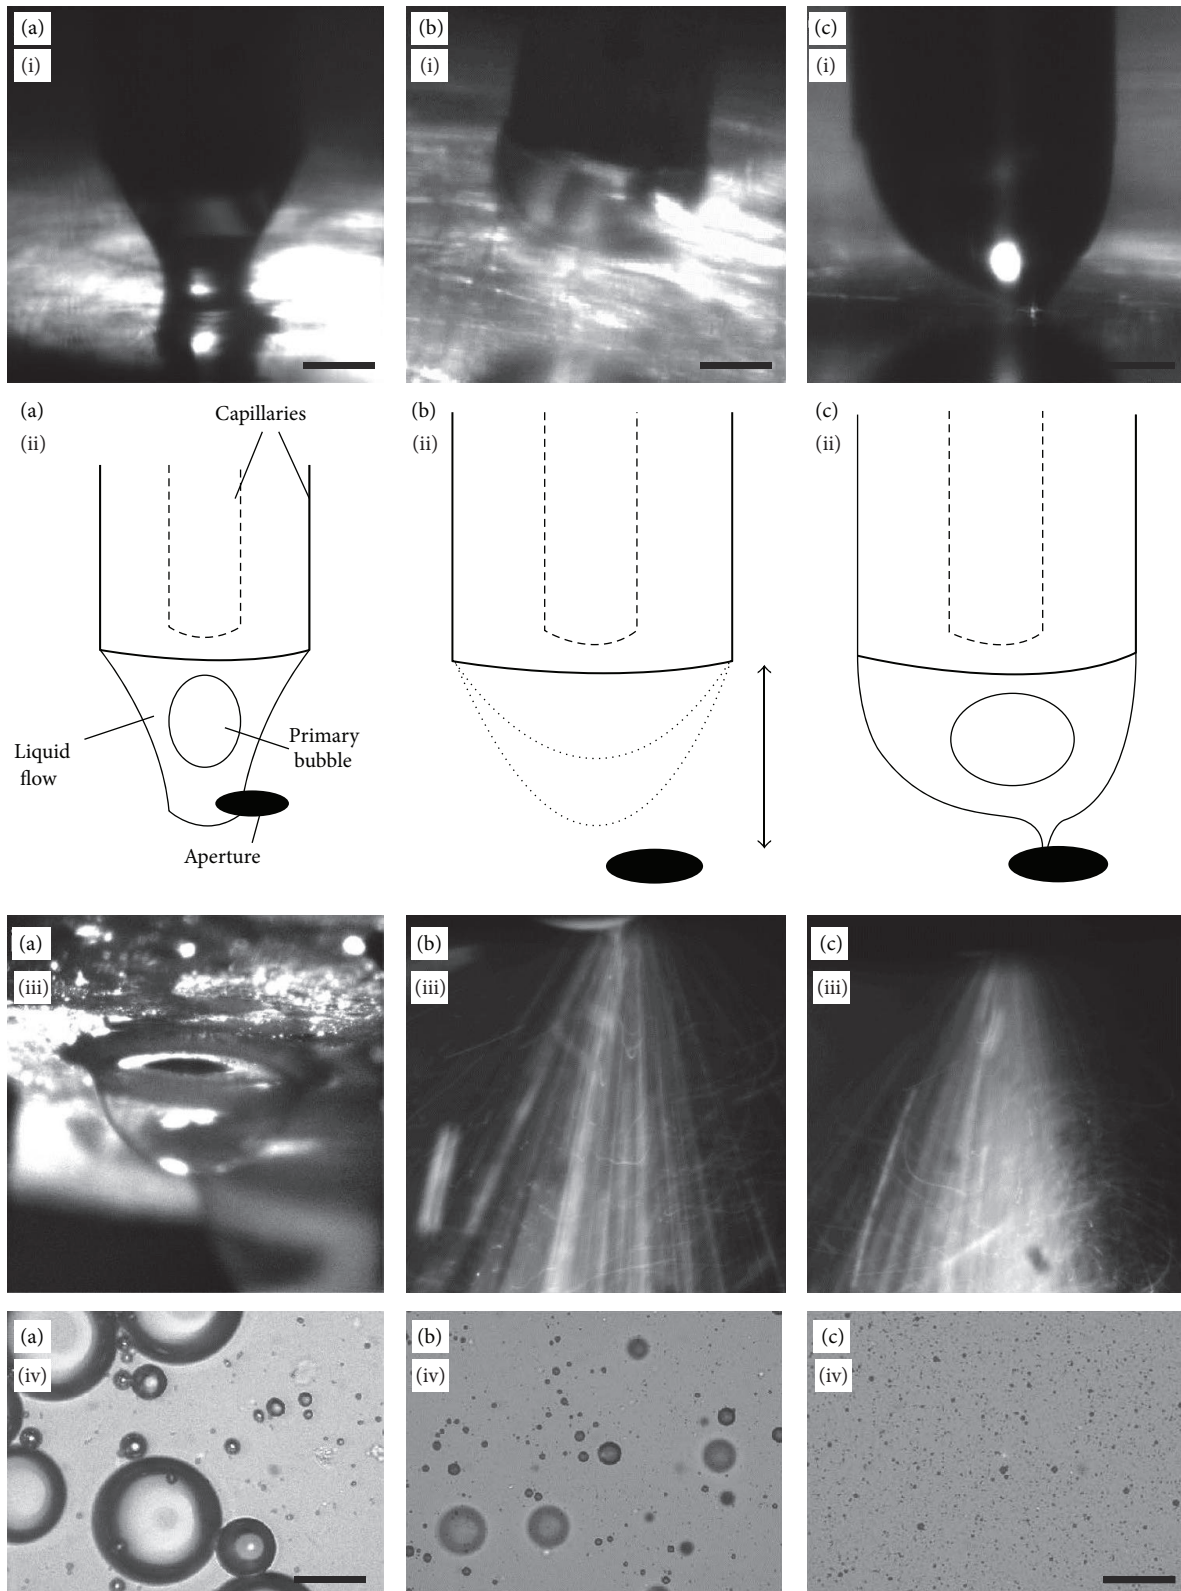 (a)
(i)
(b)
(i)
(c)
(i)
(a)
(ii)
Capillaries
Liquid
flow
Primary
bubble
Aperture
(b)
(ii)
(c)
(ii)
(a)
(iii)
(b)
(iii)
(c)
(iii)
(a)
(iv)
(b)
(iv)
(c)
(iv)